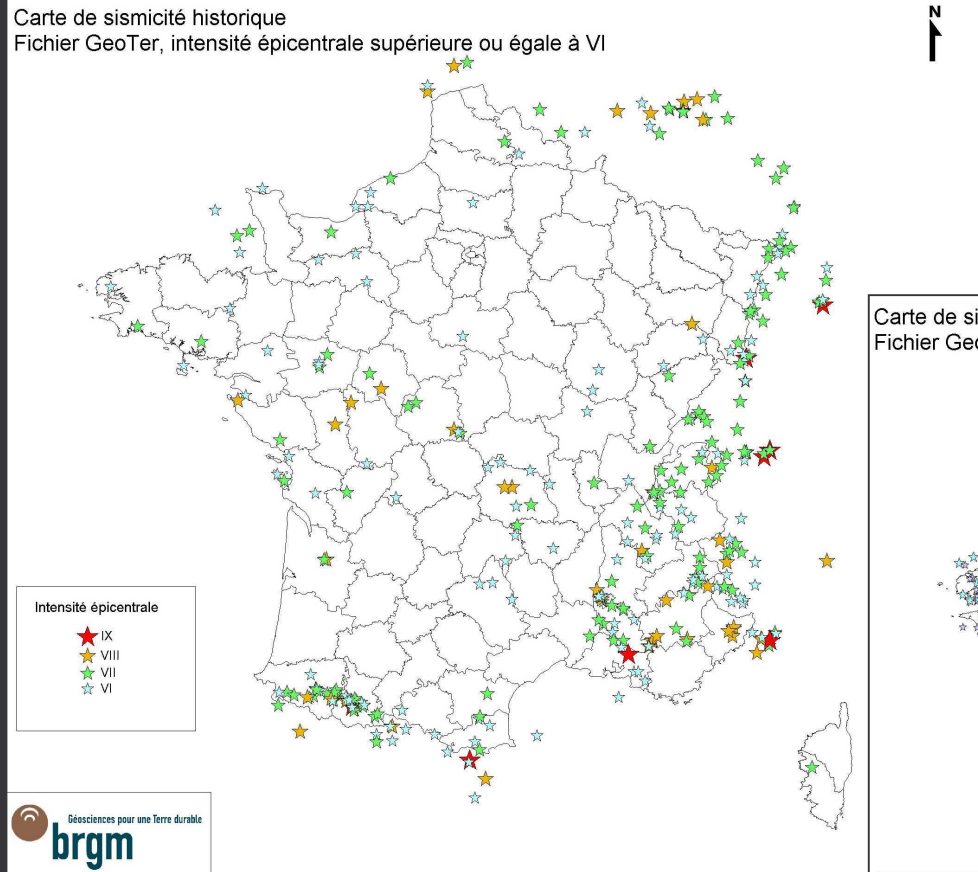 Carte de sismicité historique
Fichier GeoTer, intensité épicentrale supérieure ou égale à VI
N
Carte de si
Fichier Geo
Intensité épicentrale
IX
VIII
VII
VI
Géosciences pour une Terre durable
brgm